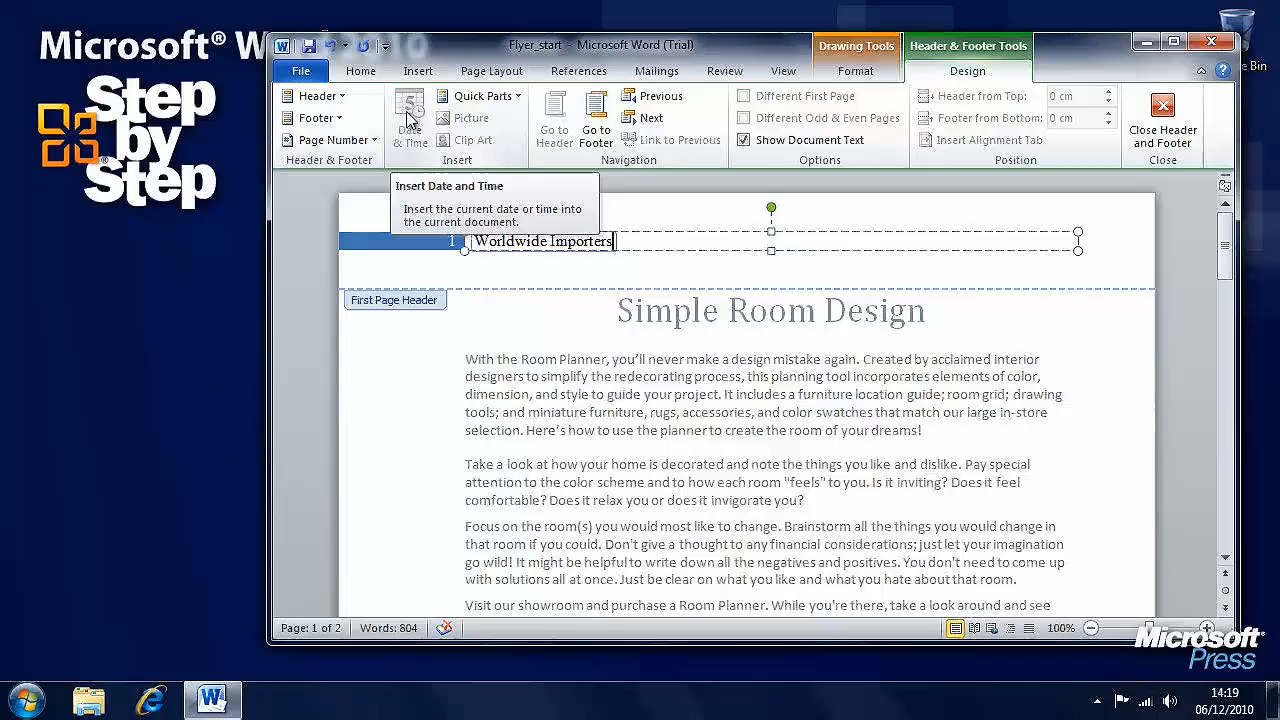 Microsoft® W
2010
Step
by
Step
Flyer_start - Microsoft Word (Trial)
Drawing Tools
Header & Footer Tools
File
Home
Insert
Page Layout
References
Mailings
Review
View
Format
Design
Header
Footer
Page Number
Header & Footer
5
Date
& Time
Quick Parts
Picture
Clip Art
Insert
Go to
Header
Go to
Footer
Previous
Next
Link to Previous
Navigation
Different First Page
Different Odd & Even Pages
Show Document Text
Options
Header from Top:
0 cm
Footer from Bottom:
0 cm
Insert Alignment Tab
Position
Close Header
and Footer
Close
Insert Date and Time
Insert the current date or time into
the current document.
1
Worldwide Importers
First Page Header
Simple Room Design
With the Room Planner, you'll never make a design mistake again. Created by acclaimed interior
designers to simplify the redecorating process, this planning tool incorporates elements of color,
dimension, and style to guide your project. It includes a furniture location guide; room grid; drawing
tools; and miniature furniture, rugs, accessories, and color swatches that match our large in-store
selection. Here's how to use the planner to create the room of your dreams!
Take a look at how your home is decorated and note the things you like and dislike. Pay special
attention to the color scheme and to how each room "feels" to you. Is it inviting? Does it feel
comfortable? Does it relax you or does it invigorate you?
Focus on the room(s) you would most like to change. Brainstorm all the things you would change in
that room if you could. Don't give a thought to any financial considerations; just let your imagination
go wild! It might be helpful to write down all the negatives and positives. You don't need to come up
with solutions all at once. Just be clear on what you like and what you hate about that room.
Visit our showroom and purchase a Room Planner. While you're there, take a look around and see
Page: 1 of 2
Words: 804
100%
Bin
Microsoft
Press
14:19
06/12/2010